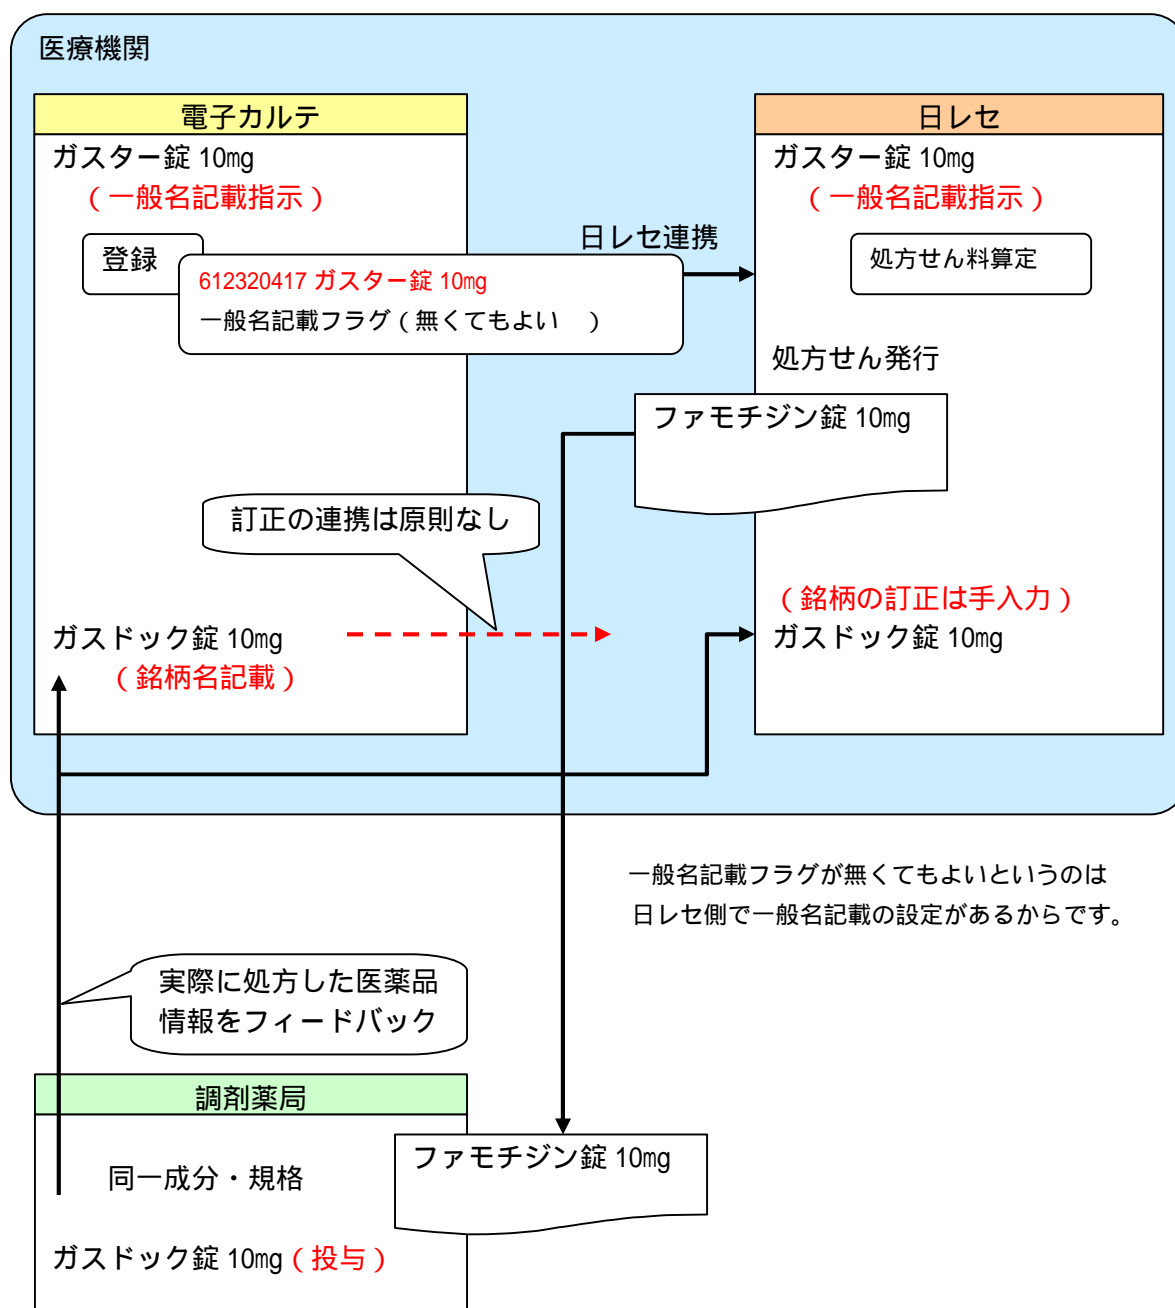 医療機関
電子カルテ
ガスター錠 10mg
（一般名記載指示）
登録
612320417 ガスター錠 10mg
一般名記載フラグ（無くてもよい　）
日レセ連携
日レセ
ガスター錠 10mg
（一般名記載指示）
処方せん料算定
処方せん発行
ファモチジン錠 10mg
訂正の連携は原則なし
ガスドック錠 10mg
（銘柄名記載）
（銘柄の訂正は手入力）
ガスドック錠 10mg
一般名記載フラグが無くてもよいというのは
日レセ側で一般名記載の設定があるからです。
実際に処方した医薬品
情報をフィードバック
調剤薬局
同一成分・規格
ファモチジン錠 10mg
ガスドック錠 10mg（投与）